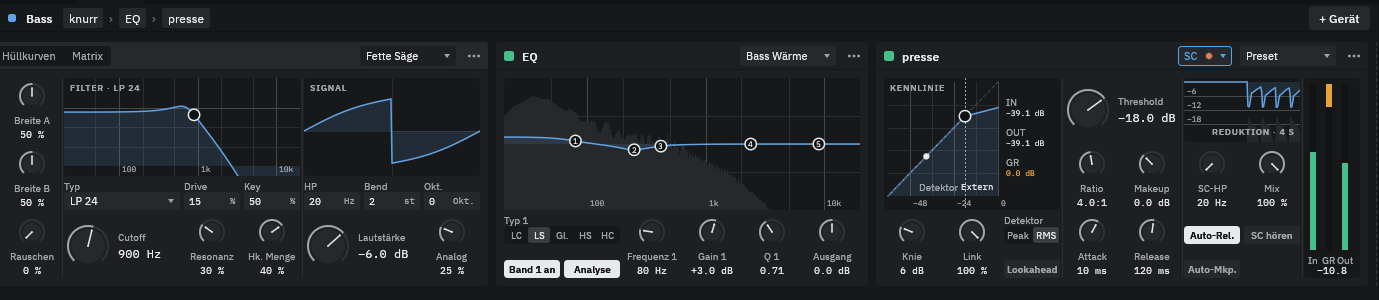 Bass knurr › EQ › presse + Gerät
Hüllkurven Matrix Fette Säge
Breite A
50 %
Breite B
50 %
Rauschen
0 %
FILTER · LP 24
100 1k 10k
SIGNAL
Typ Drive Key HP Bend Okt.
LP 24 15 % 50 % 20 Hz 2 st 0 Okt.
Cutoff
900 Hz
Resonanz
30 %
Hk. Menge
40 %
Lautstärke
-6.0 dB
Analog
25 %
EQ Bass Wärme
1 2 3 4 5
100 1k 10k
Typ 1
LC LS Gl. HS HC
Band 1 an Analyse
Frequenz 1
80 Hz
Gain 1
+3.0 dB
Q 1
0.71
Ausgang
0.0 dB
presse SC Preset
KENNLINIE
Detektor Extern
-48 -24 0
IN
-39.1 dB
OUT
-39.1 dB
GR
0.0 dB
Knie
6 dB
Link
100 %
Detektor
Peak RMS
Lookahead
Threshold
-18.0 dB
Ratio
4.0:1
Makeup
0.0 dB
Attack
10 ms
Release
120 ms
-6
-12
-18
REDUKTION · 4 S
SC-HP
20 Hz
Mix
100 %
Auto-Rel. SC hören
Auto-Mkp.
In GR Out
-10.8